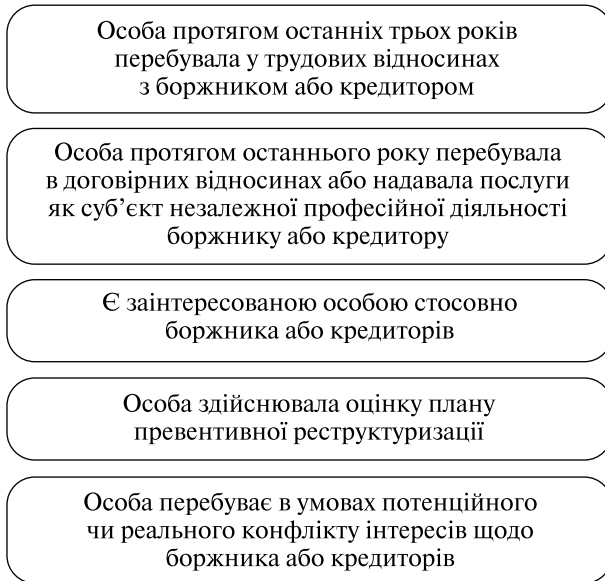 Особа протягом останніх трьох років
перебувала у трудових відносинах
з боржником або кредитором
Особа протягом останнього року перебувала
в договірних відносинах або надавала послуги
як суб’єкт незалежної професійної діяльності
боржнику або кредитору
Є заінтересованою особою стосовно
боржника або кредиторів
Особа здійснювала оцінку плану
превентивної реструктуризації
Особа перебуває в умовах потенційного
чи реального конфлікту інтересів щодо
боржника або кредиторів